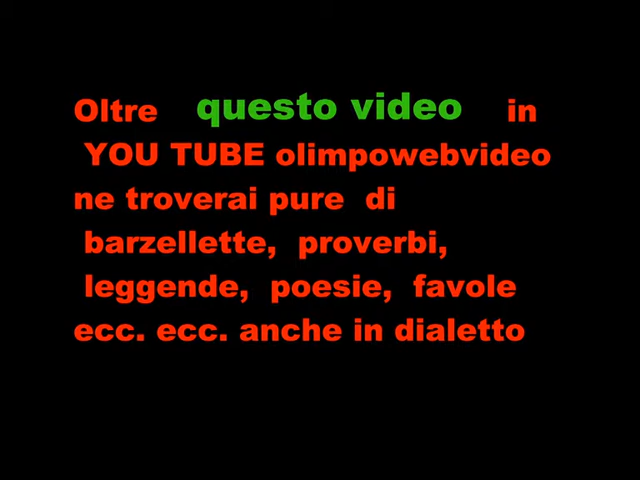 Oltre questo video in
YOU TUBE olimpowebvideo
ne troverai pure di
barzellette, proverbi,
leggende, poesie, favole
ecc. ecc. anche in dialetto